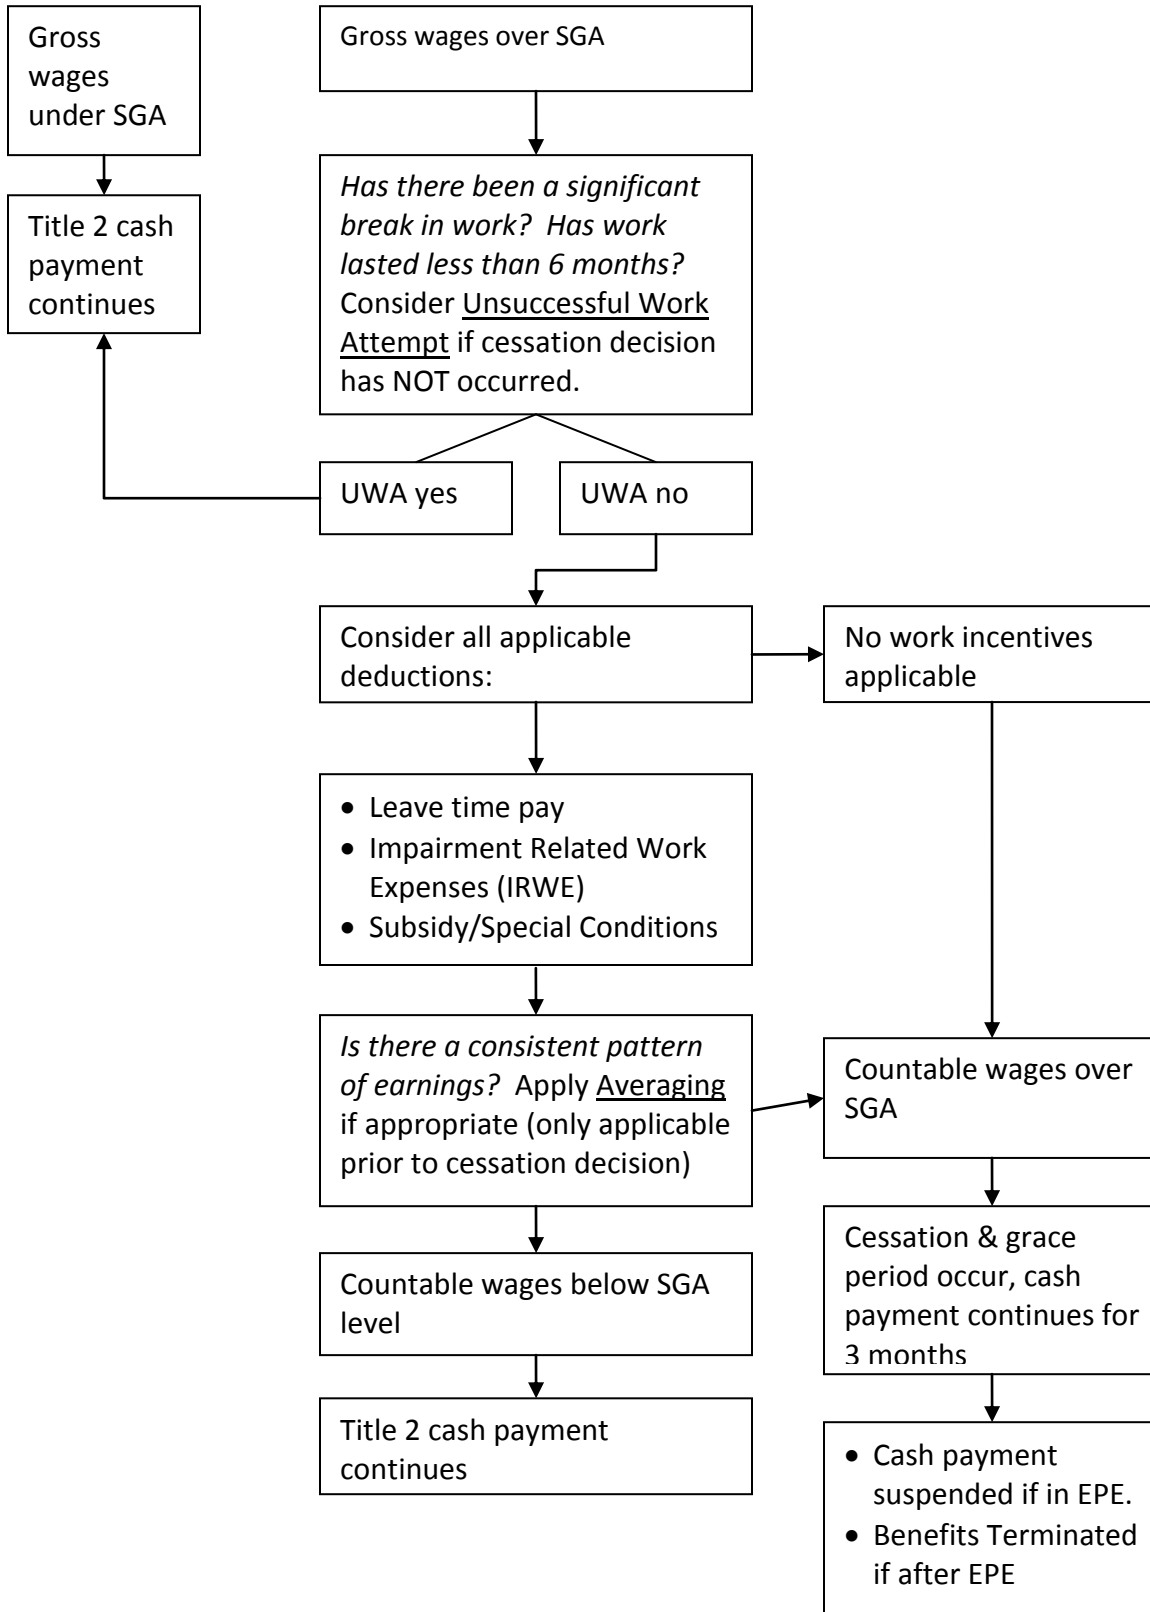 Gross
wages
under SGA
Title 2 cash
payment
continues
Gross wages over SGA
Has there been a significant
break in work?  Has work
lasted less than 6 months?
Consider Unsuccessful Work
Attempt if cessation decision
has NOT occurred.
UWA yes
UWA no
Consider all applicable
deductions:
No work incentives
applicable
• Leave time pay
• Impairment Related Work
Expenses (IRWE)
• Subsidy/Special Conditions
Is there a consistent pattern
of earnings?  Apply Averaging
if appropriate (only applicable
prior to cessation decision)
Countable wages over
SGA
Countable wages below SGA
level
Cessation & grace
period occur, cash
payment continues for
3 months
Title 2 cash payment
continues
• Cash payment
suspended if in EPE.
• Benefits Terminated
if after EPE